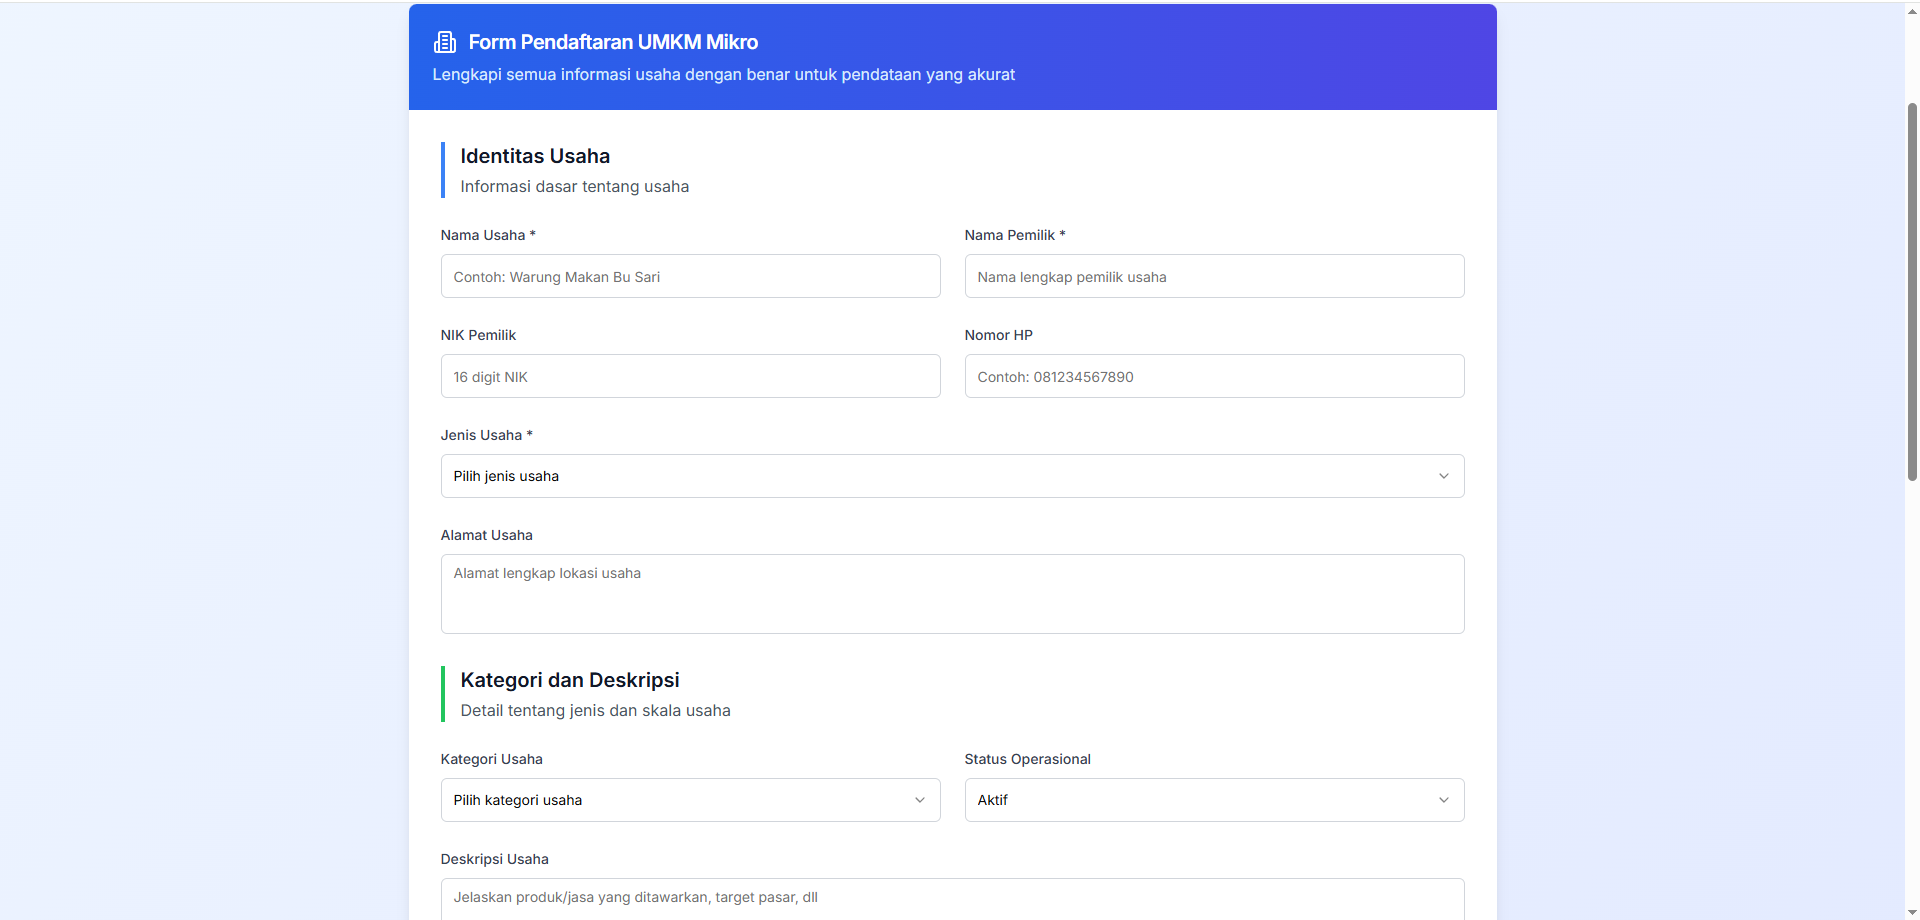 Form Pendaftaran UMKM Mikro
Lengkapi semua informasi usaha dengan benar untuk pendataan yang akurat
Identitas Usaha
Informasi dasar tentang usaha
Nama Usaha *
Nama Pemilik *
Contoh: Warung Makan Bu Sari
Nama lengkap pemilik usaha
NIK Pemilik
Nomor HP
16 digit NIK
Contoh: 081234567890
Jenis Usaha *
Pilih jenis usaha
Alamat Usaha
Alamat lengkap lokasi usaha
Kategori dan Deskripsi
Detail tentang jenis dan skala usaha
Kategori Usaha
Status Operasional
Pilih kategori usaha
Aktif
Deskripsi Usaha
Jelaskan produk/jasa yang ditawarkan, target pasar, dll